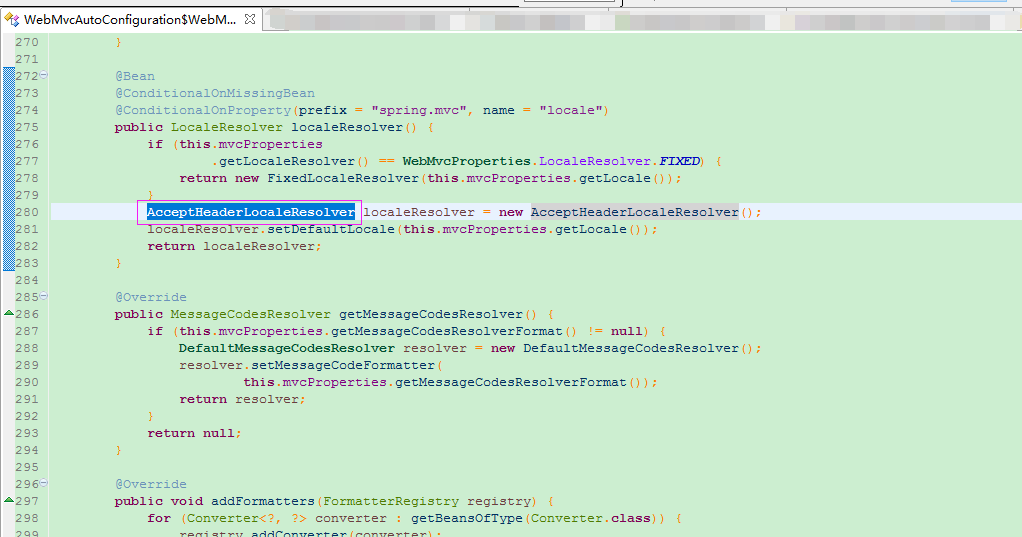 WebMvcAutoConfiguration$WebM...
270 }
271
272 @Bean
273 @ConditionalOnMissingBean
274 @ConditionalOnProperty(prefix = "spring.mvc", name = "locale")
275 public LocaleResolver localeResolver() {
276 if (this.mvcProperties
277 .getLocaleResolver() == WebMvcProperties.LocaleResolver.FIXED) {
278 return new FixedLocaleResolver(this.mvcProperties.getLocale());
279 }
280 AcceptHeaderLocaleResolver localeResolver = new AcceptHeaderLocaleResolver();
281 localeResolver.setDefaultLocale(this.mvcProperties.getLocale());
282 return localeResolver;
283 }
284
285 @Override
286 public MessageCodesResolver getMessageCodesResolver() {
287 if (this.mvcProperties.getMessageCodesResolverFormat() != null) {
288 DefaultMessageCodesResolver resolver = new DefaultMessageCodesResolver();
289 resolver.setMessageCodeFormatter(
290 this.mvcProperties.getMessageCodesResolverFormat());
291 return resolver;
292 }
293 return null;
294 }
295
296 @Override
297 public void addFormatters(FormatterRegistry registry) {
298 for (Converter<?, ?> converter : getBeansOfType(Converter.class)) {
299 registry.addConverter(converter);